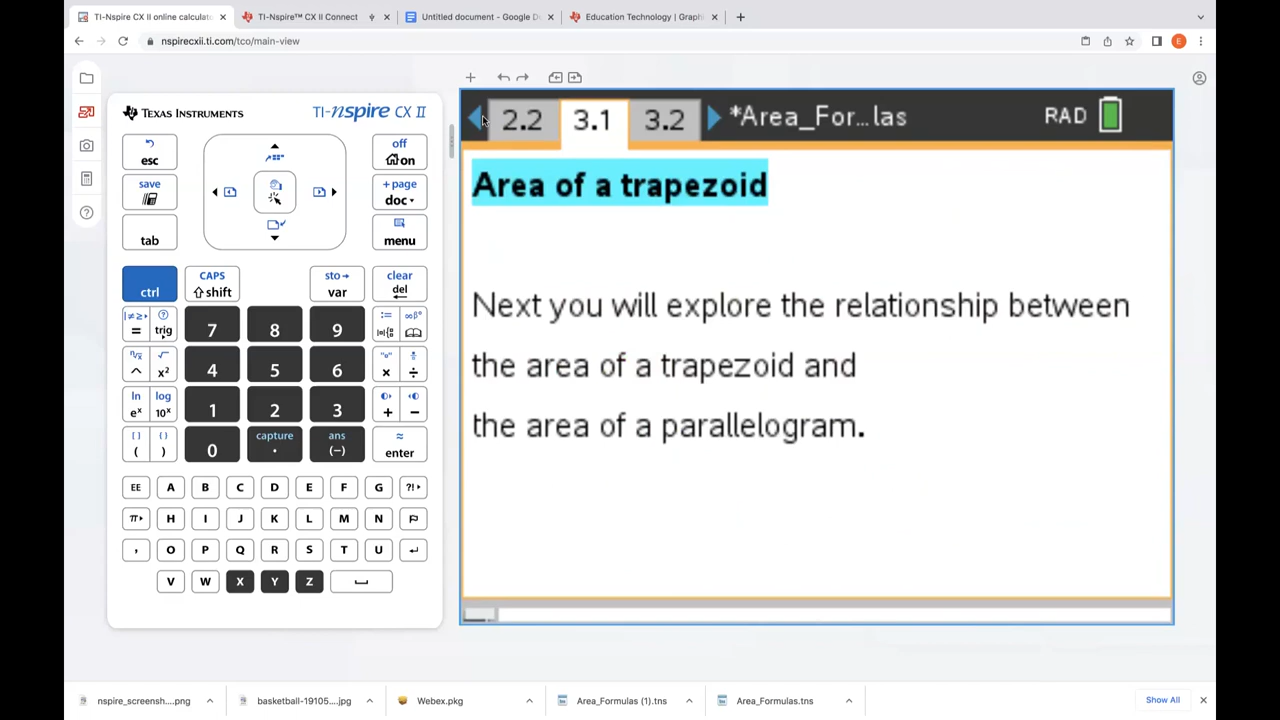 TI-Nspire CX II online calculat
TI-Nspire™ CX II Connect
Untitled document - Google D
Education Technology | Graph
nspirecxii.ti.com/tco/main-view
E
TEXAS INSTRUMENTS
TI-nspire CX II
esc
off
on
save
+ page
doc
tab
menu
ctrl
CAPS
shift
sto→
var
clear
del
|≠≥
=
?
trig
7
8
9
:=
∞β°
x²
4
5
6
"□"
×
÷
ln
eˣ
log
10ˣ
1
2
3
+
−
[ ]
(
{ }
)
0
capture
.
ans
(−)
≈
enter
EE
A
B
C
D
E
F
G
?!
π
H
I
J
K
L
M
N
,
O
P
Q
R
S
T
U
V
W
X
Y
Z
2.2
3.1
3.2
*Area_For...las
RAD
Area of a trapezoid
Next you will explore the relationship between
the area of a trapezoid and
the area of a parallelogram.
nspire_screensh....png
basketball-19105....jpg
Webex.pkg
Area_Formulas (1).tns
Area_Formulas.tns
Show All